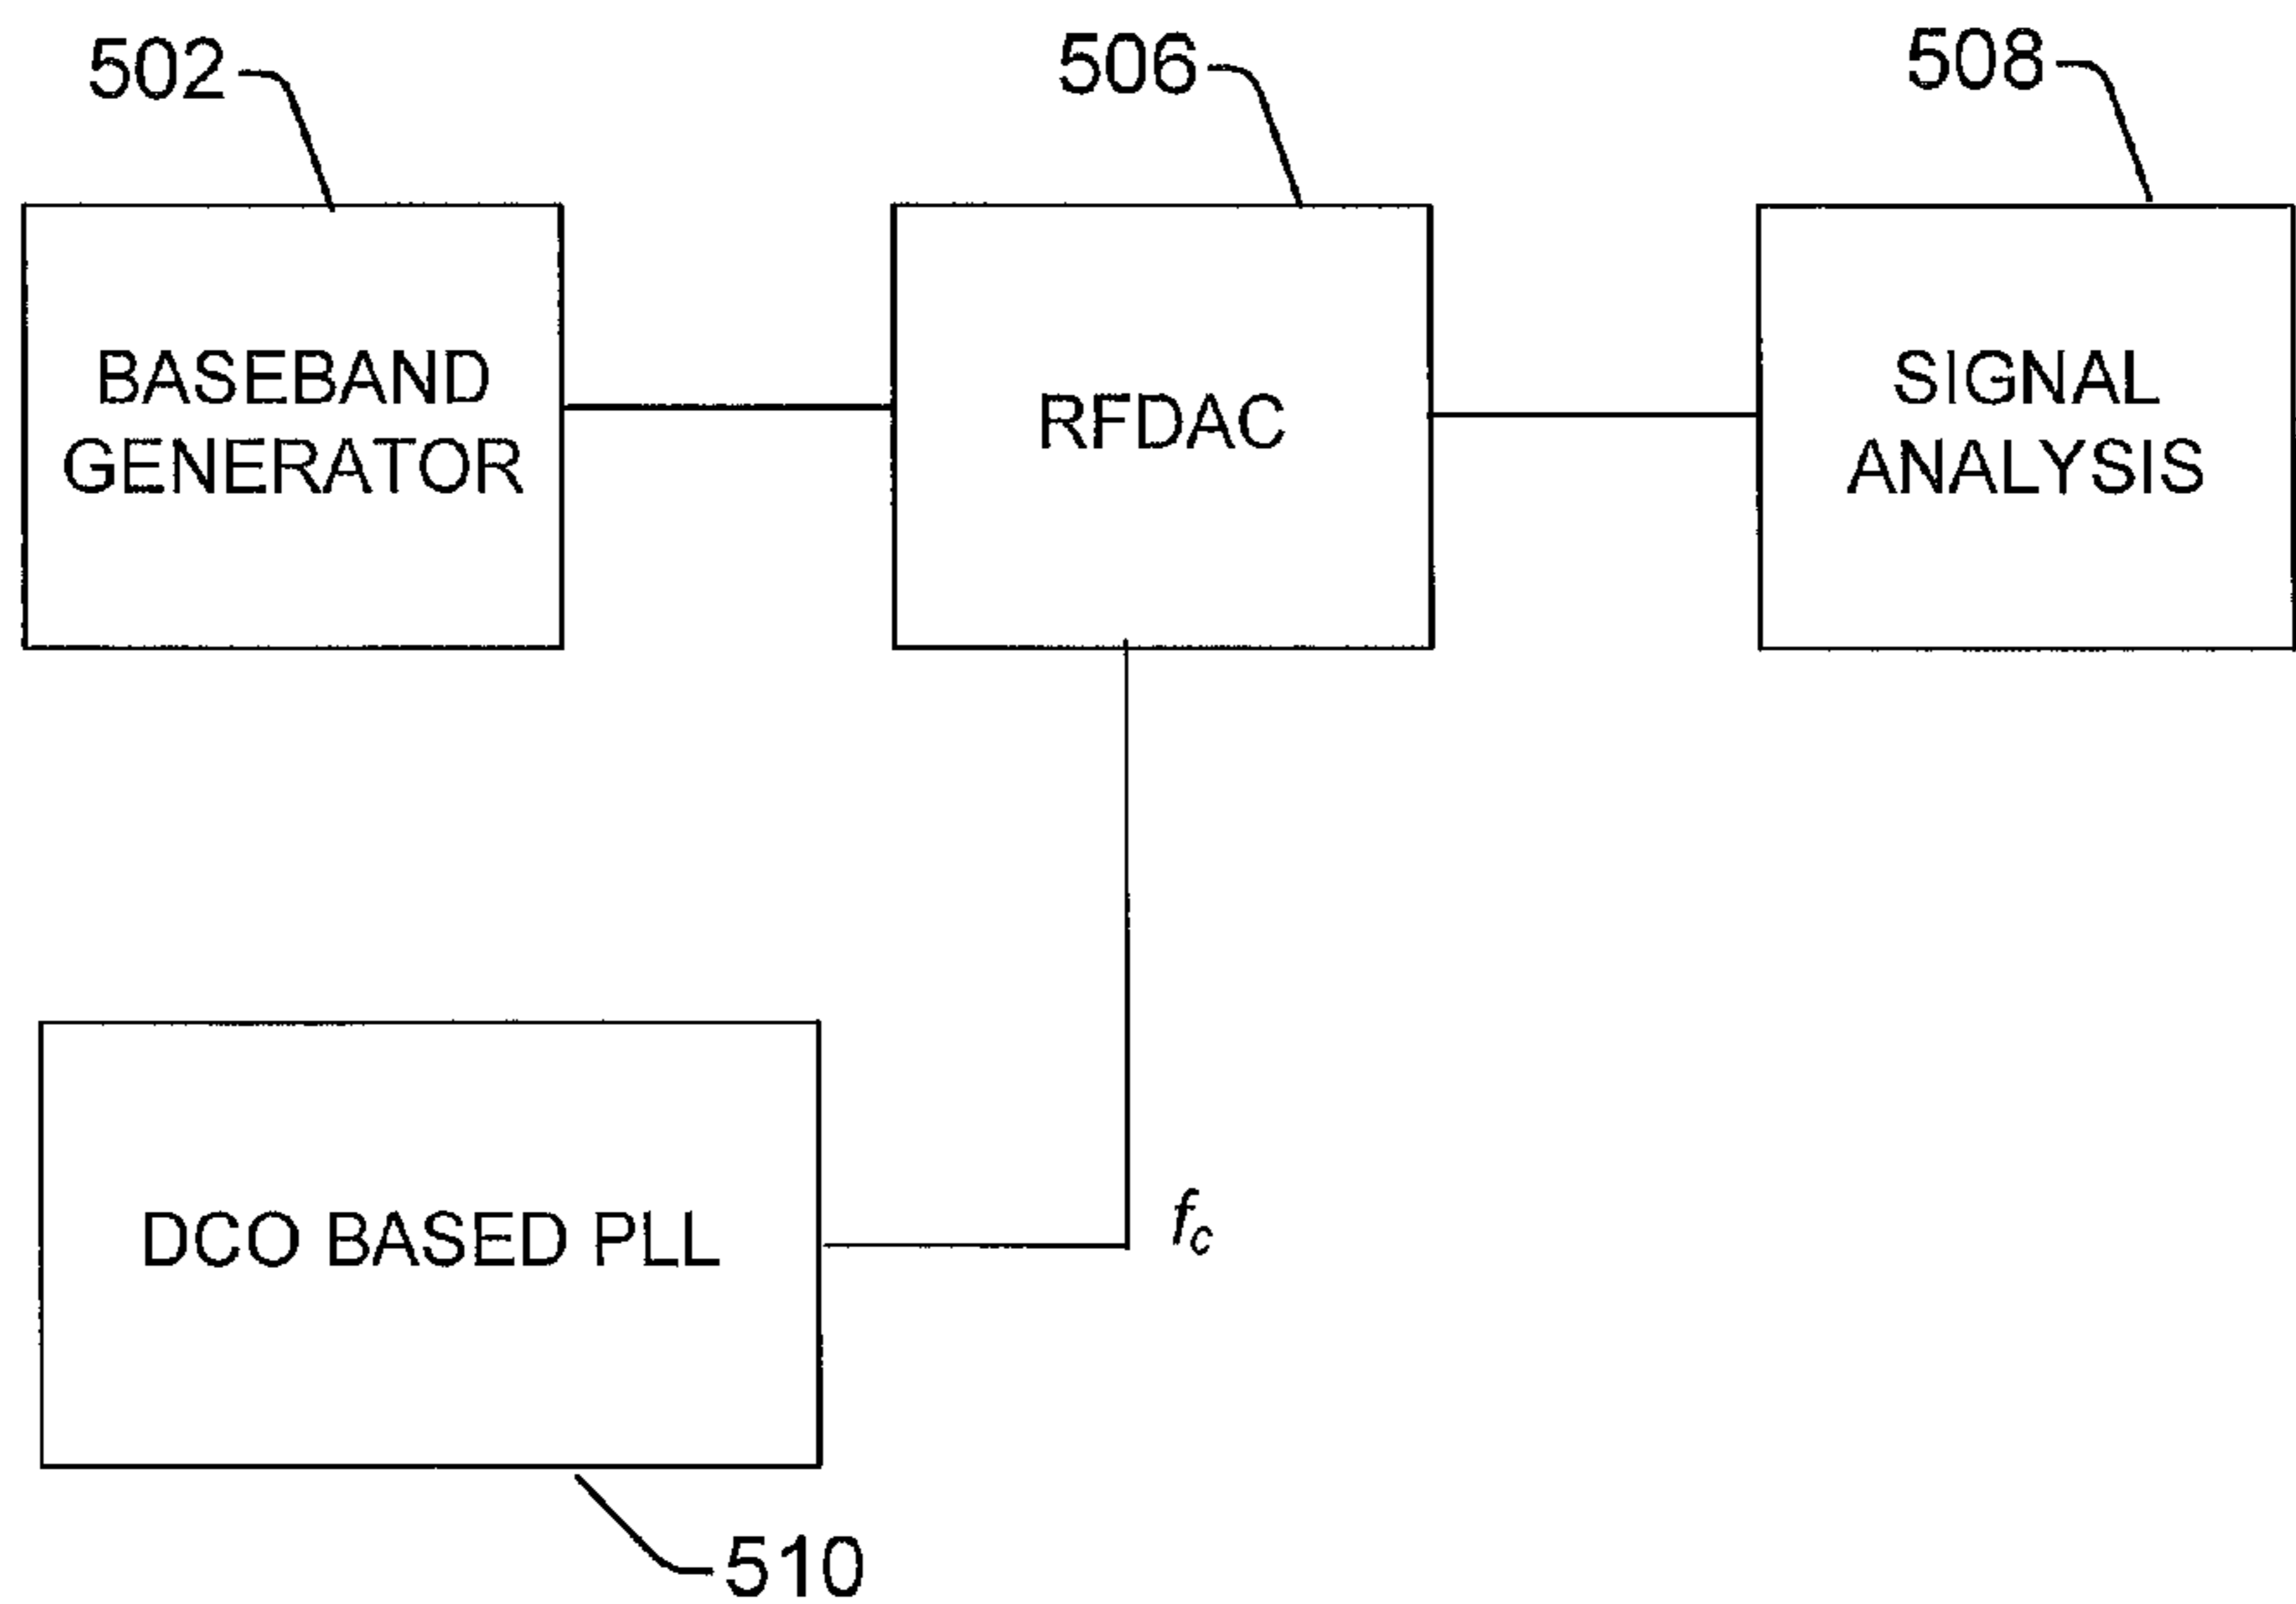 502
506
508
BASEBAND
GENERATOR
RFDAC
SIGNAL
ANALYSIS
DCO BASED PLL
fc
510